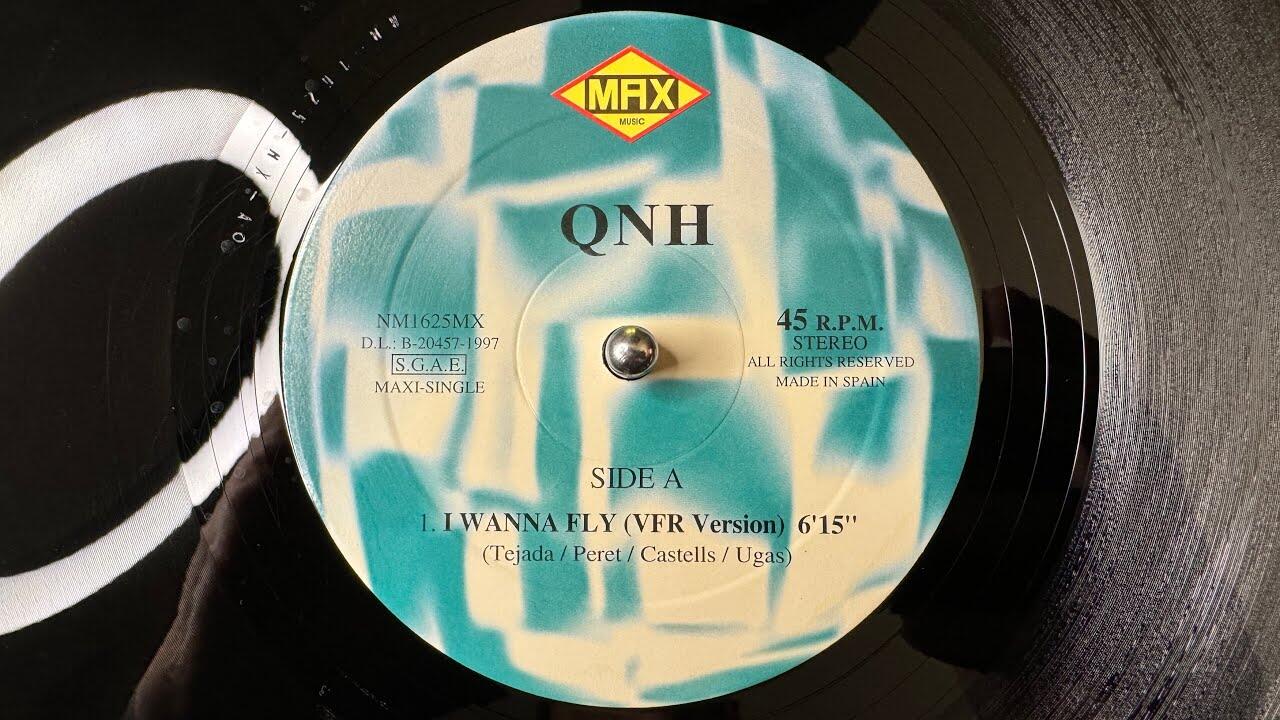 MAX
MUSIC
QNH
NM1625MX
D.L.: B-20457-1997
S.G.A.E.
MAXI-SINGLE
45 R.P.M.
STEREO
ALL RIGHTS RESERVED
MADE IN SPAIN
SIDE A
1. I WANNA FLY (VFR Version) 6'15"
(Tejada / Peret / Castells / Ugas)